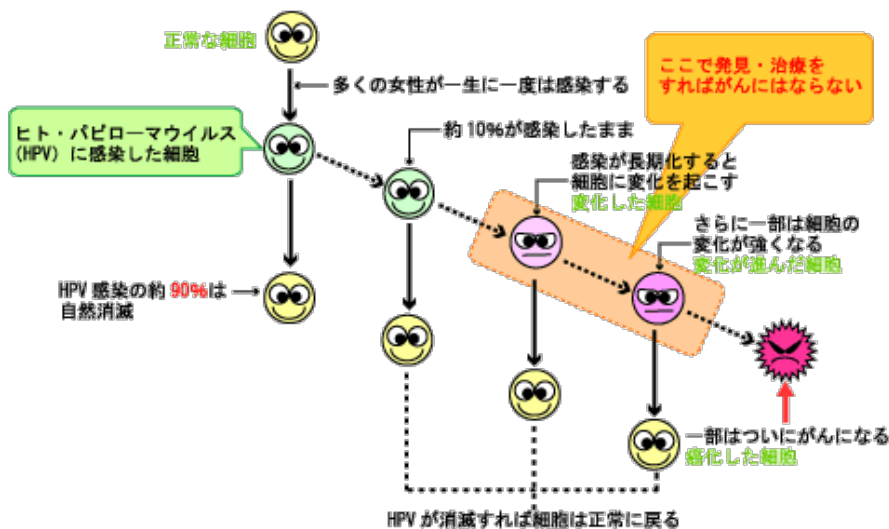 正常な細胞
多くの女性が一生に一度は感染する
ヒト・パピローマウイルス
(HPV) に感染した細胞
約10%が感染したまま
ここで発見・治療を
すればがんにはならない
感染が長期化すると
細胞に変化を起こす
変化した細胞
さらに一部は細胞の
変化が強くなる
変化が進んだ細胞
HPV 感染の約 90%は
自然消滅
一部はついにがんになる
癌化した細胞
HPV が消滅すれば細胞は正常に戻る